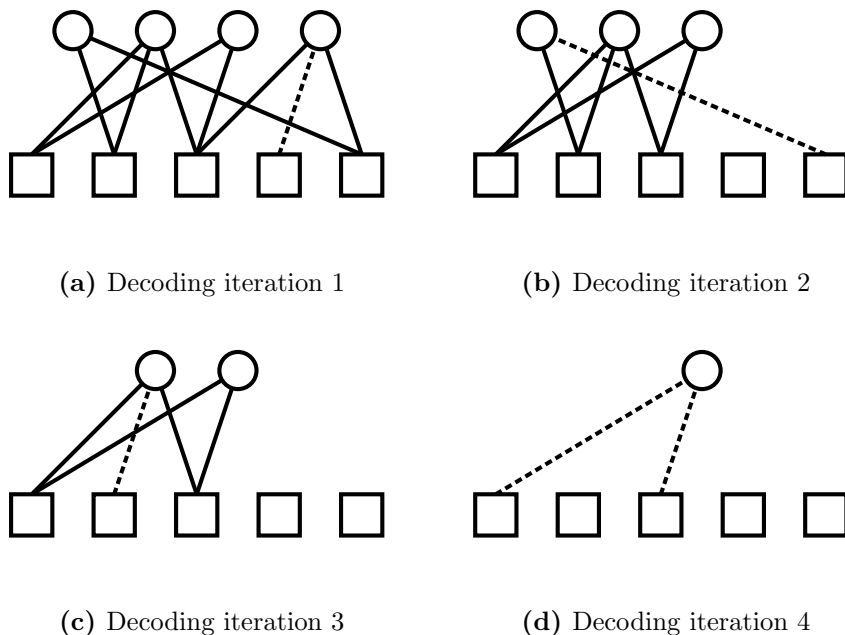 (a) Decoding iteration 1
(b) Decoding iteration 2
(c) Decoding iteration 3
(d) Decoding iteration 4